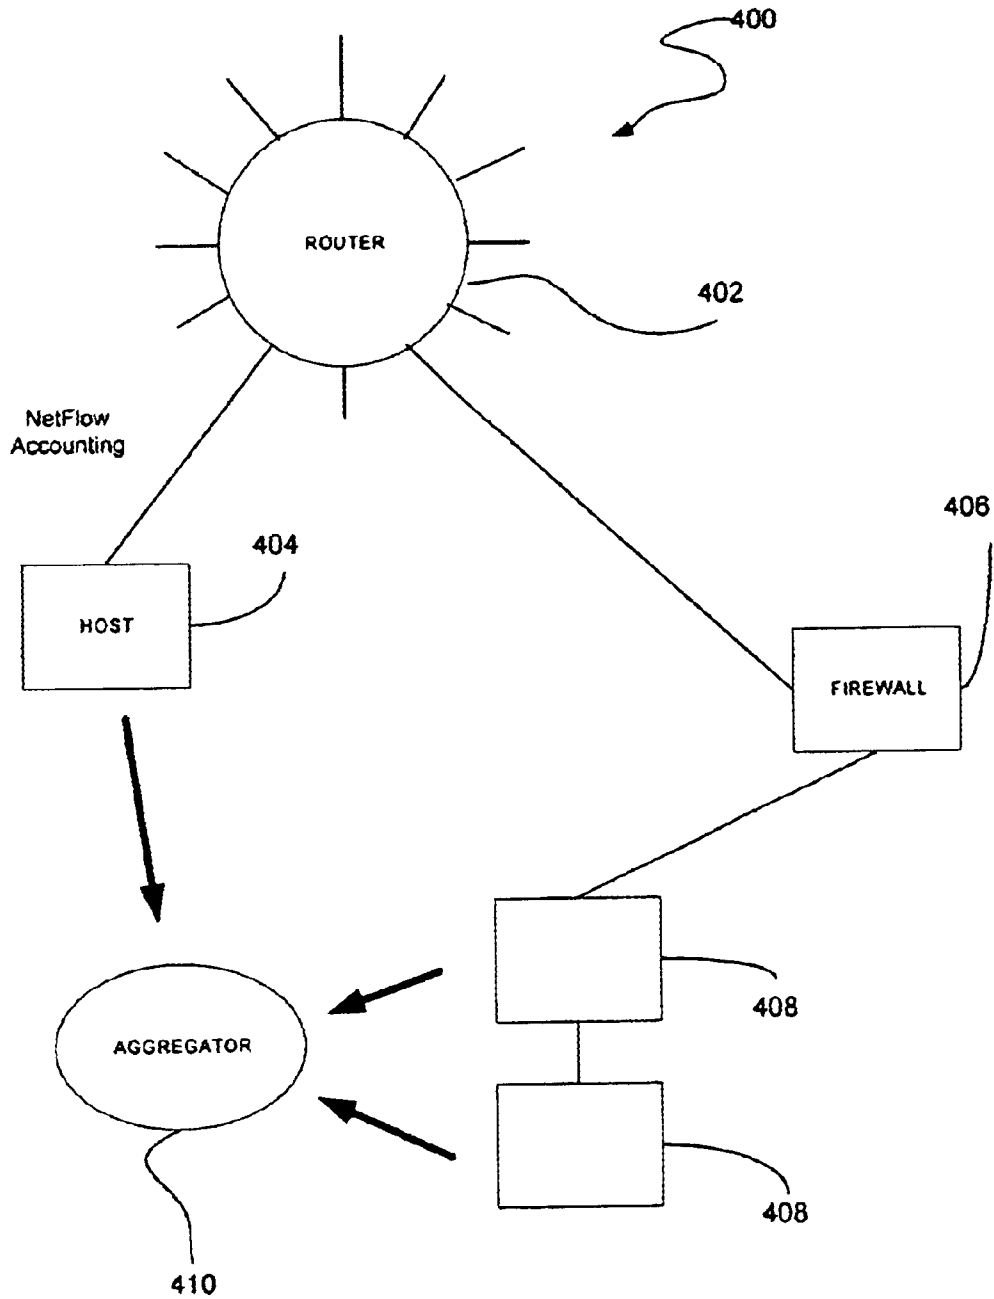 400
ROUTER
402
NetFlow
Accounting
406
404
HOST
FIREWALL
408
AGGREGATOR
408
410